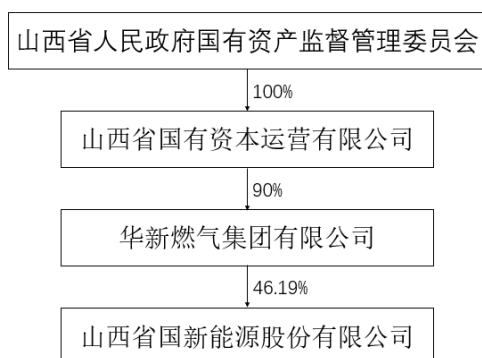 山西省人民政府国有资产监督管理委员会
100%
山西省国有资本运营有限公司
90%
华新燃气集团有限公司
46.19%
山西省国新能源股份有限公司